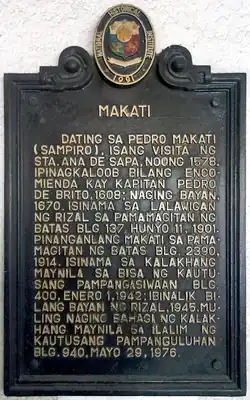 NATIONAL HISTORICAL INSTITUTE
MAKATI
DATING SA PEDRO MAKATI
(SAMPIRO), ISANG VISITA NG
STA. ANA DE SAPA, NOONG 1578.
IPINAGKALOOB BILANG ENCO-
MIENDA KAY KAPITAN PEDRO
DE BRITO, 1608; NAGING BAYAN,
1670. ISINAMA SA LALAWIGAN
NG RIZAL SA PAMAMAGITAN NG
BATAS BLG 137, HUNYO 11, 1901.
PINANGANLANG MAKATI SA PAMA-
MAGITAN NG BATAS BLG. 2390,
1914. ISINAMA SA KALAKHANG
MAYNILA SA BISA NG KAUTU-
SANG PAMPANGASIWAAN BLG.
400, ENERO 1, 1942; IBINALIK BI-
LANG BAYAN NG RIZAL, 1945. MU-
LING NAGING BAHAGI NG KALAK-
HANG MAYNILA SA ILALIM NG
KAUTUSANG PAMPANGULUHAN
BLG. 940, MAYO 29, 1976.